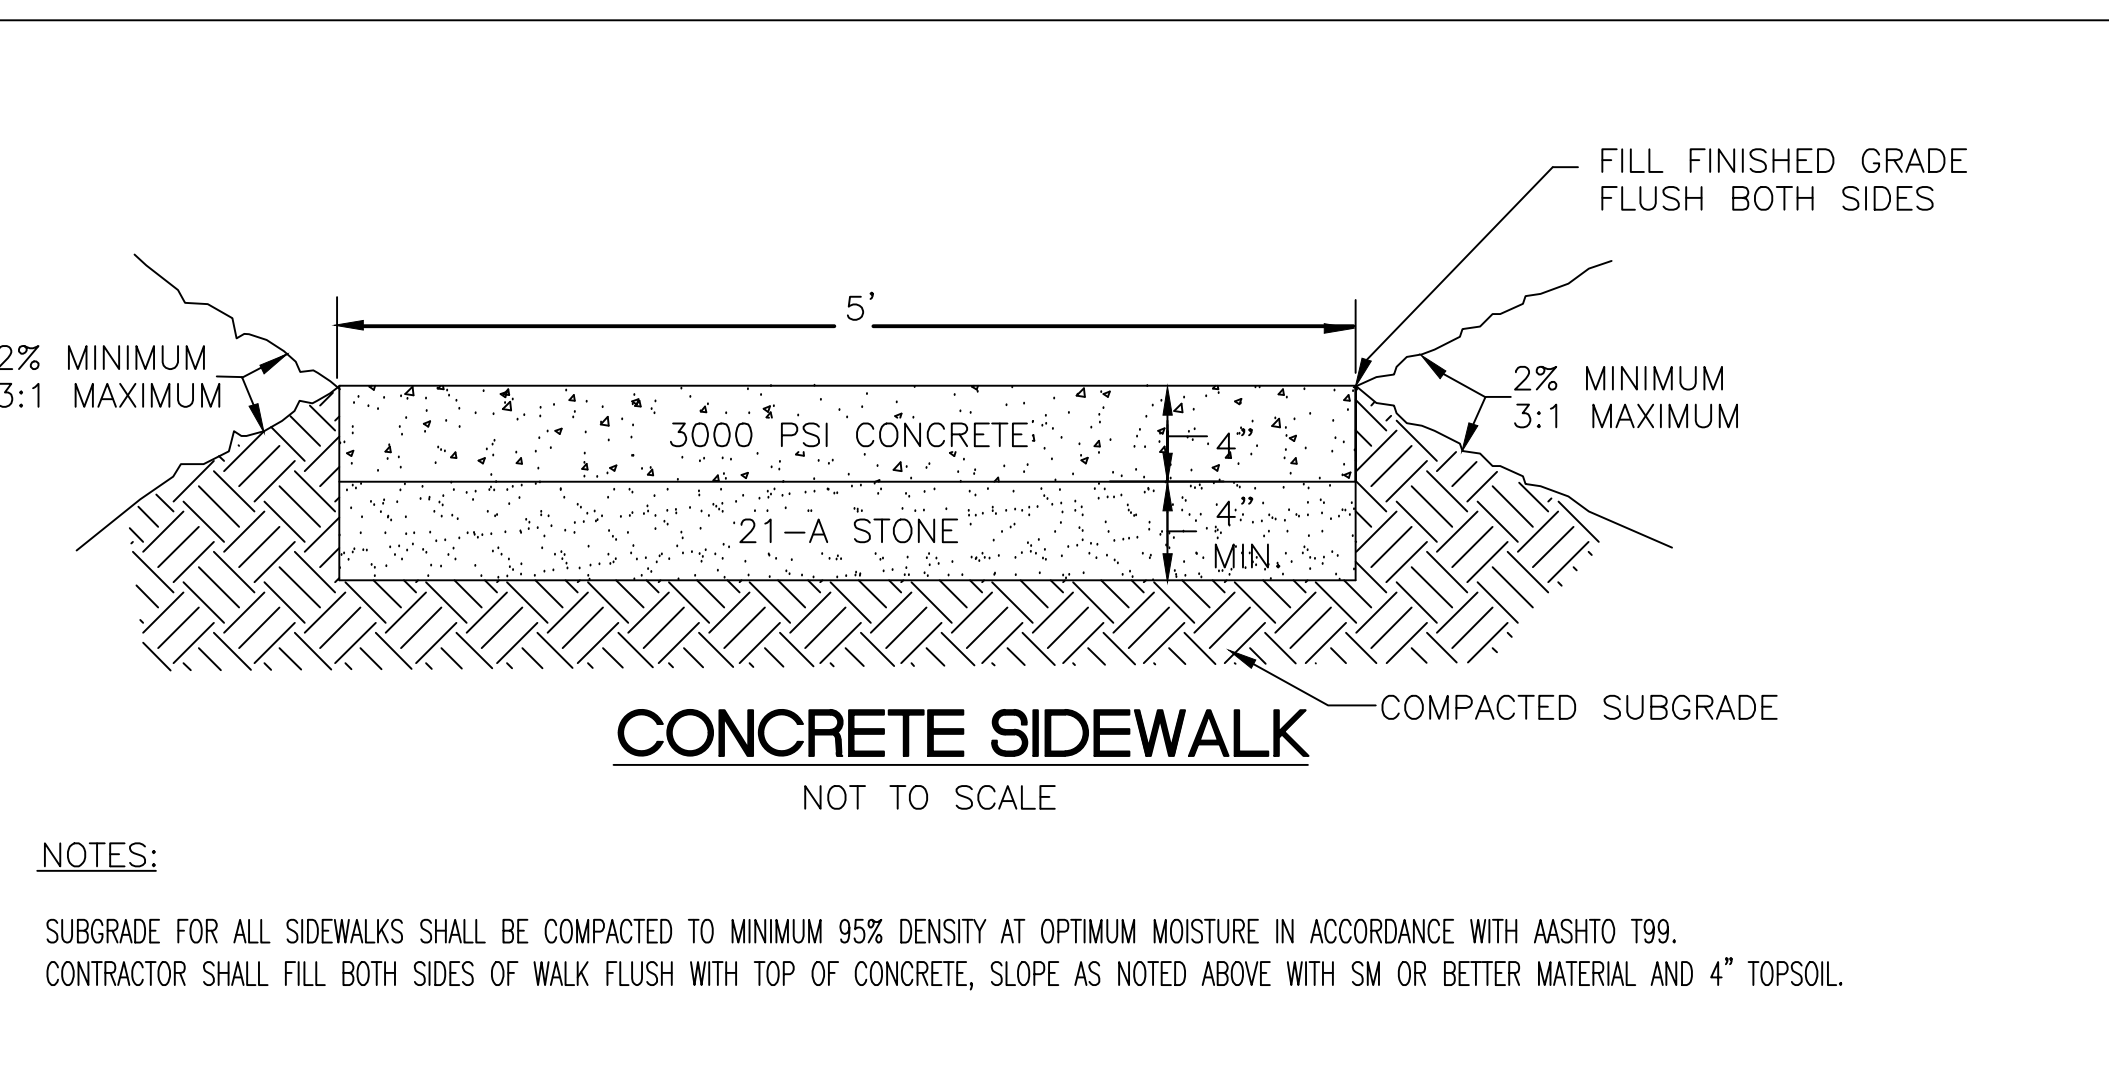 FILL FINISHED GRADE
FLUSH BOTH SIDES
5'
2% MINIMUM
3:1 MAXIMUM
2% MINIMUM
3:1 MAXIMUM
3000 PSI CONCRETE
4"
21-A STONE
4"
MIN.
COMPACTED SUBGRADE
CONCRETE SIDEWALK
NOT TO SCALE
NOTES:
SUBGRADE FOR ALL SIDEWALKS SHALL BE COMPACTED TO MINIMUM 95% DENSITY AT OPTIMUM MOISTURE IN ACCORDANCE WITH AASHTO T99.
CONTRACTOR SHALL FILL BOTH SIDES OF WALK FLUSH WITH TOP OF CONCRETE, SLOPE AS NOTED ABOVE WITH SM OR BETTER MATERIAL AND 4" TOPSOIL.